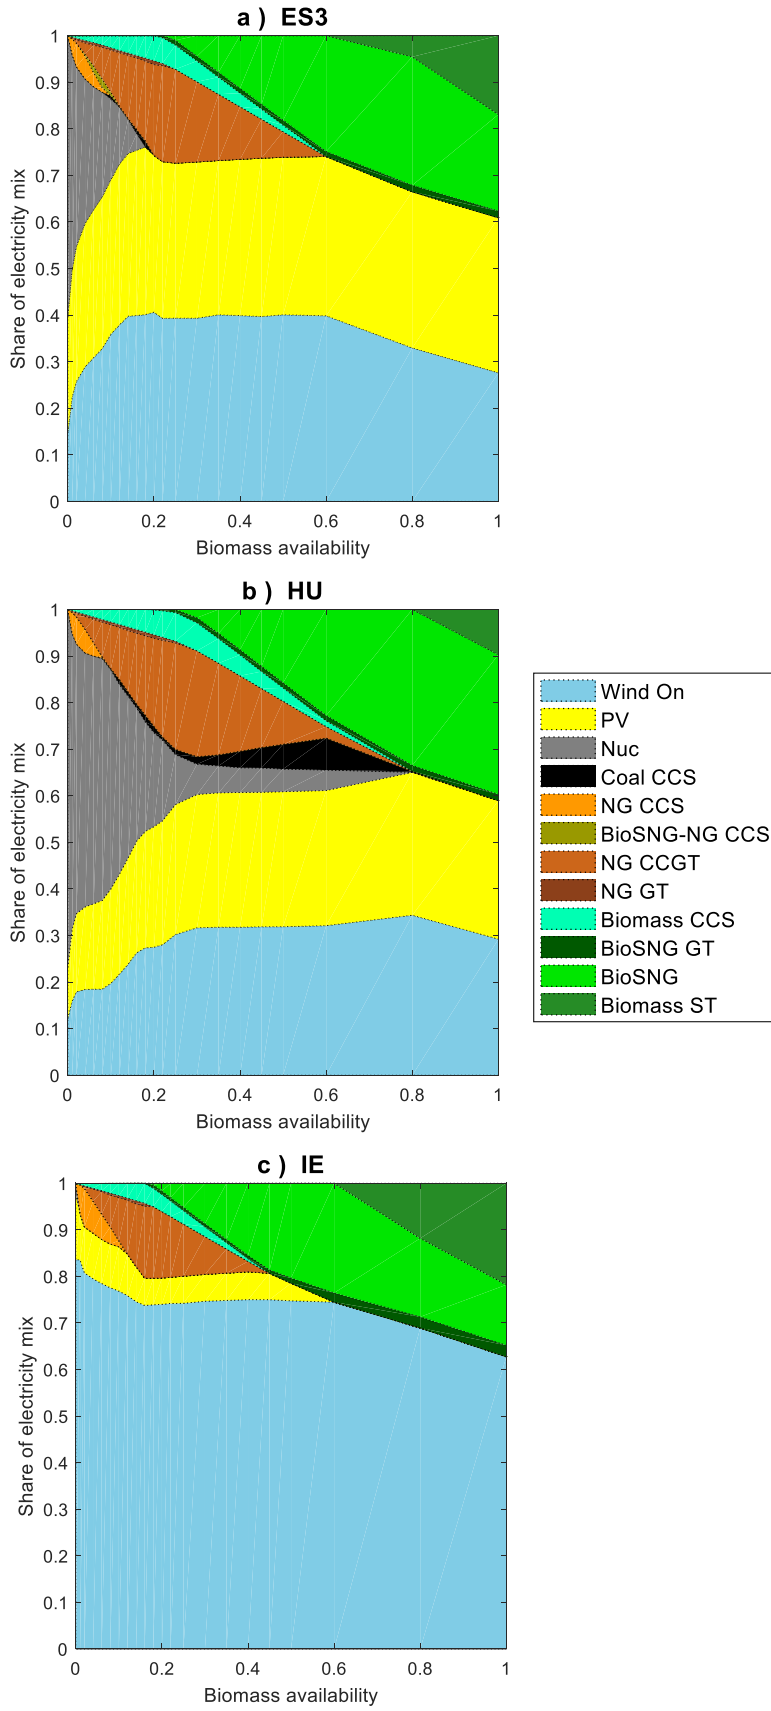 a ) ES3
1
0.9
0.8
0.7
0.6
0.5
0.4
0.3
0.2
0.1
0
Share of electricity mix
0 0.2 0.4 0.6 0.8 1
Biomass availability
b ) HU
1
0.9
0.8
0.7
0.6
0.5
0.4
0.3
0.2
0.1
0
Share of electricity mix
0 0.2 0.4 0.6 0.8 1
Biomass availability
Wind On
PV
Nuc
Coal CCS
NG CCS
BioSNG-NG CCS
NG CCGT
NG GT
Biomass CCS
BioSNG GT
BioSNG
Biomass ST
c ) IE
1
0.9
0.8
0.7
0.6
0.5
0.4
0.3
0.2
0.1
0
Share of electricity mix
0 0.2 0.4 0.6 0.8 1
Biomass availability